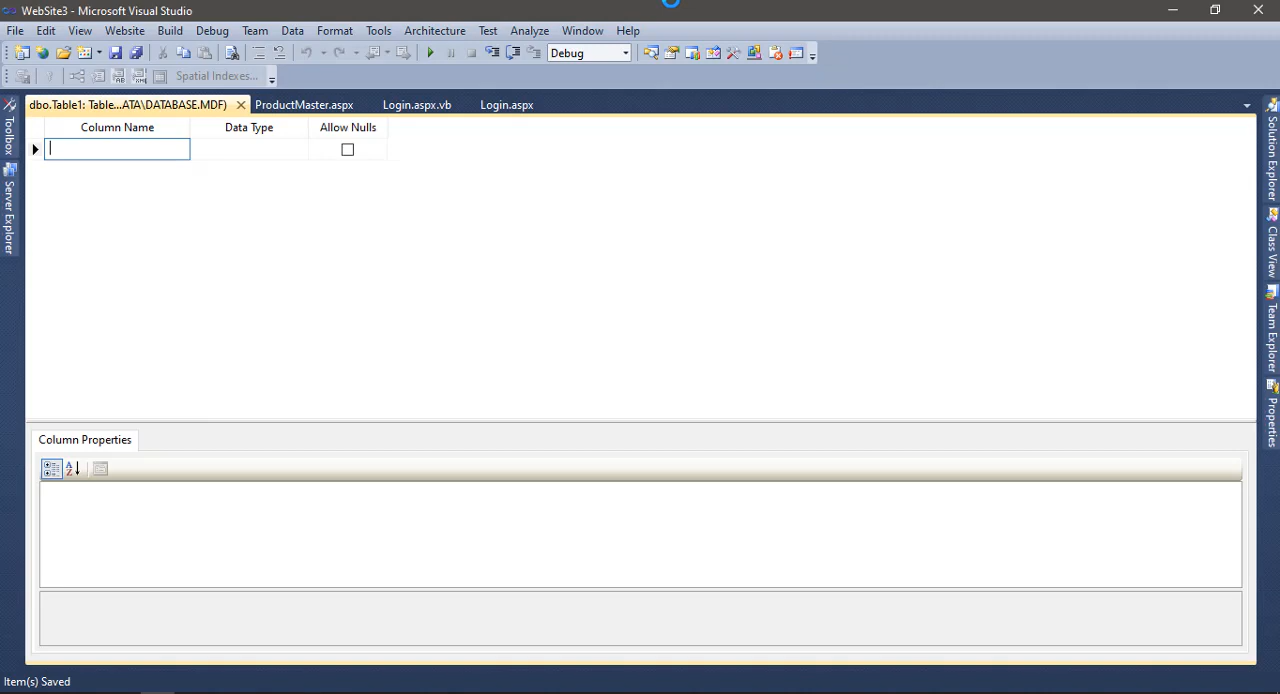 WebSite3 - Microsoft Visual Studio
File Edit View Website Build Debug Team Format Data Tools Architecture Test Analyze Window Help
Debug
Spatial Indexes...
dbo.Table1: Table...ATA\DATABASE.MDF) ProductMaster.aspx Login.aspx.vb Login.aspx
Column Name Data Type Allow Nulls
Toolbox
Server Explorer
Solution Explorer
Class View
Team Explorer
Properties
Column Properties
Item(s) Saved